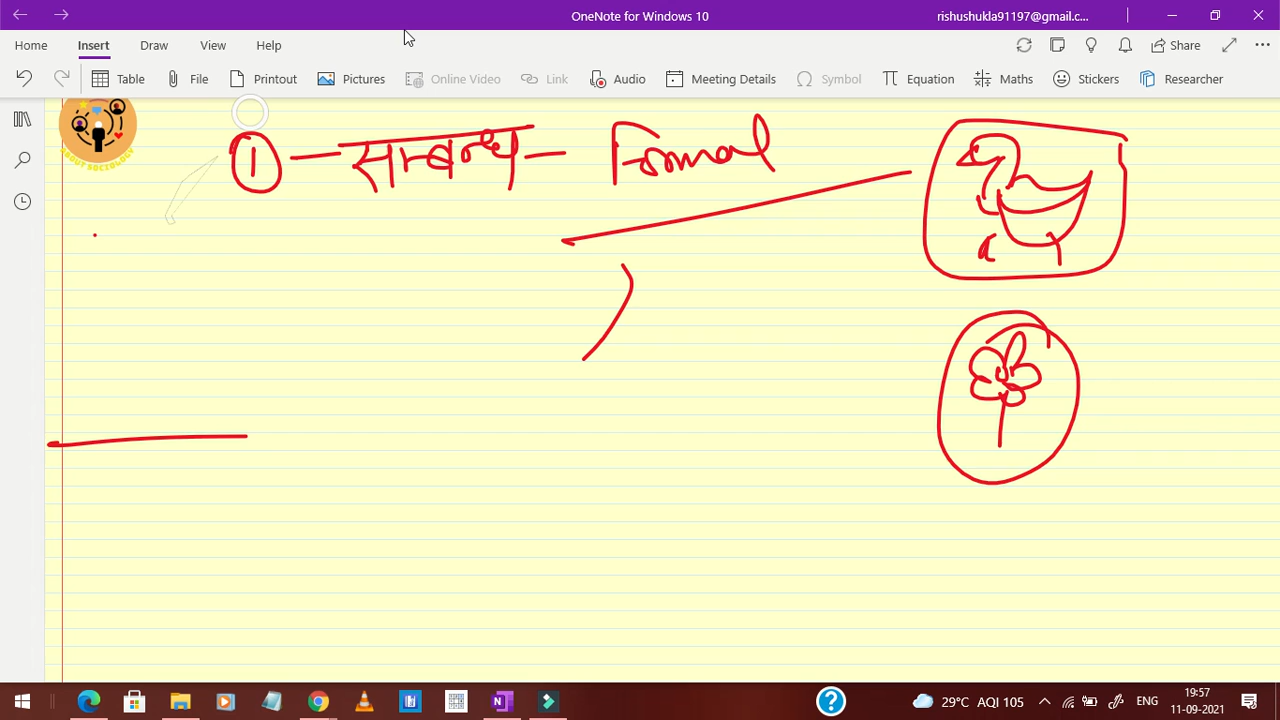 OneNote for Windows 10
rishushukla91197@gmail.c...
Home Insert Draw View Help
Share
Table File Printout Pictures Online Video Link Audio Meeting Details Symbol Equation Maths Stickers Researcher
ABOUT SOCIOLOGY
① — — Formal
29°C AQI 105
ENG
19:57
11-09-2021